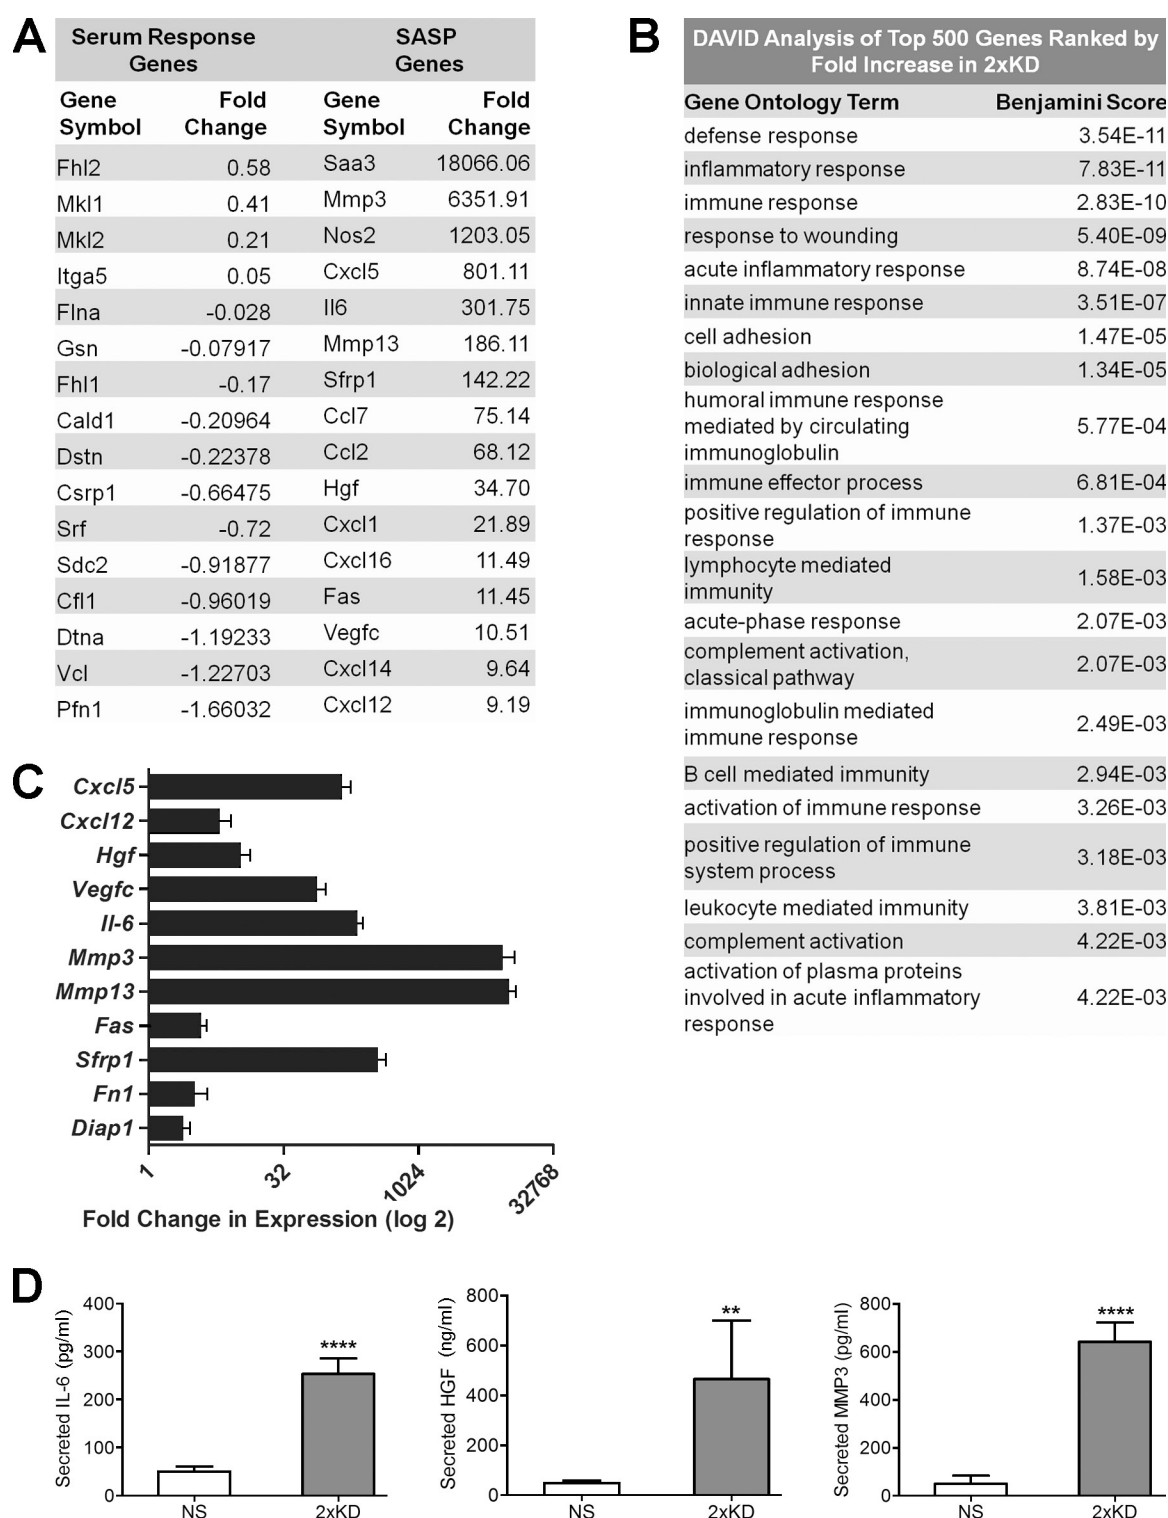 A
Serum Response Genes SASP Genes
Gene Symbol Fold Change Gene Symbol Fold Change
Fhl2 0.58 Saa3 18066.06
Mkl1 0.41 Mmp3 6351.91
Mkl2 0.21 Nos2 1203.05
Itga5 0.05 Cxcl5 801.11
Flna -0.028 Il6 301.75
Gsn -0.07917 Mmp13 186.11
Fhl1 -0.17 Sfrp1 142.22
Cald1 -0.20964 Ccl7 75.14
Dstn -0.22378 Ccl2 68.12
Csrp1 -0.66475 Hgf 34.70
Srf -0.72 Cxcl1 21.89
Sdc2 -0.91877 Cxcl16 11.49
Cfl1 -0.96019 Fas 11.45
Dtna -1.19233 Vegfc 10.51
Vcl -1.22703 Cxcl14 9.64
Pfn1 -1.66032 Cxcl12 9.19
B
DAVID Analysis of Top 500 Genes Ranked by
Fold Increase in 2xKD
Gene Ontology Term Benjamini Score
defense response 3.54E-11
inflammatory response 7.83E-11
immune response 2.83E-10
response to wounding 5.40E-09
acute inflammatory response 8.74E-08
innate immune response 3.51E-07
cell adhesion 1.47E-05
biological adhesion 1.34E-05
humoral immune response
mediated by circulating 5.77E-04
immunoglobulin
immune effector process 6.81E-04
positive regulation of immune
response 1.37E-03
lymphocyte mediated
immunity 1.58E-03
acute-phase response 2.07E-03
complement activation,
classical pathway 2.07E-03
immunoglobulin mediated
immune response 2.49E-03
B cell mediated immunity 2.94E-03
activation of immune response 3.26E-03
positive regulation of immune
system process 3.18E-03
leukocyte mediated immunity 3.81E-03
complement activation 4.22E-03
activation of plasma proteins
involved in acute inflammatory 4.22E-03
response
C
Cxcl5
Cxcl12
Hgf
Vegfc
Il-6
Mmp3
Mmp13
Fas
Sfrp1
Fn1
Diap1
1 32 1024 32768
Fold Change in Expression (log 2)
D
Secreted IL-6 (pg/ml)
400
300
200
100
0
****
NS 2xKD
Secreted HGF (ng/ml)
800
600
400
200
0
**
NS 2xKD
Secreted MMP3 (pg/ml)
800
600
400
200
0
****
NS 2xKD